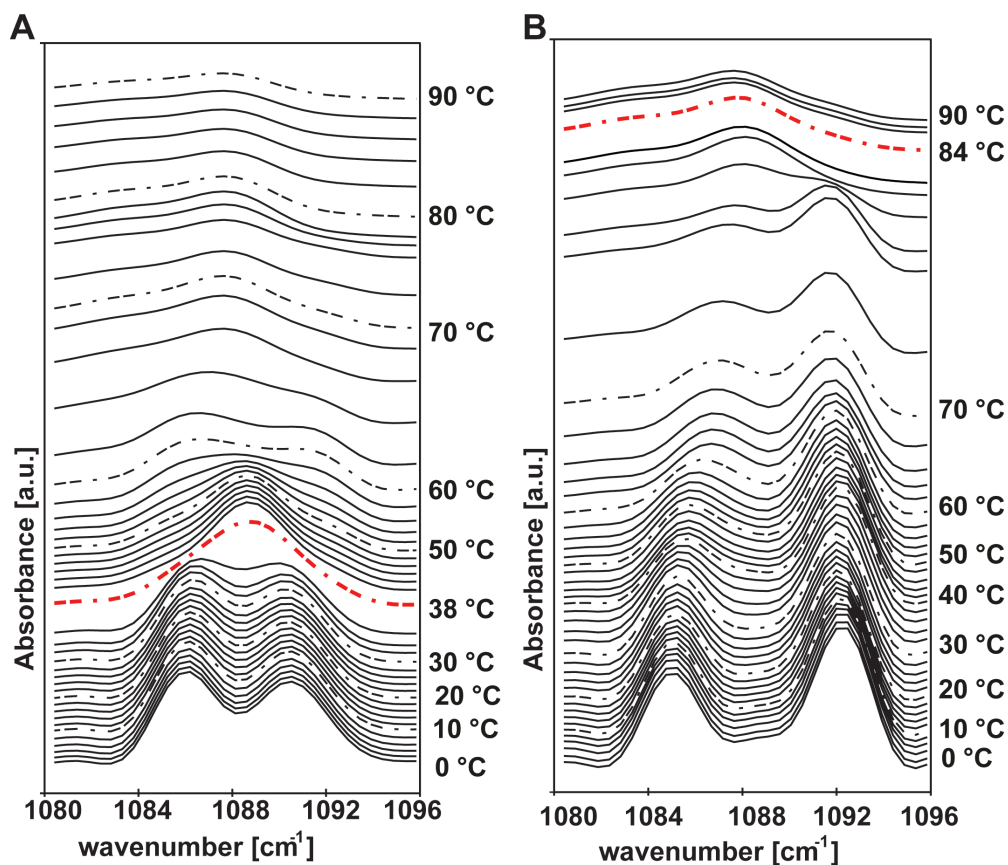 A
90 °C
80 °C
70 °C
60 °C
50 °C
38 °C
30 °C
20 °C
10 °C
0 °C
Absorbance [a.u.]
1080 1084 1088 1092 1096
wavenumber [cm-1]
B
90 °C
84 °C
70 °C
60 °C
50 °C
40 °C
30 °C
20 °C
10 °C
0 °C
Absorbance [a.u.]
1080 1084 1088 1092 1096
wavenumber [cm-1]